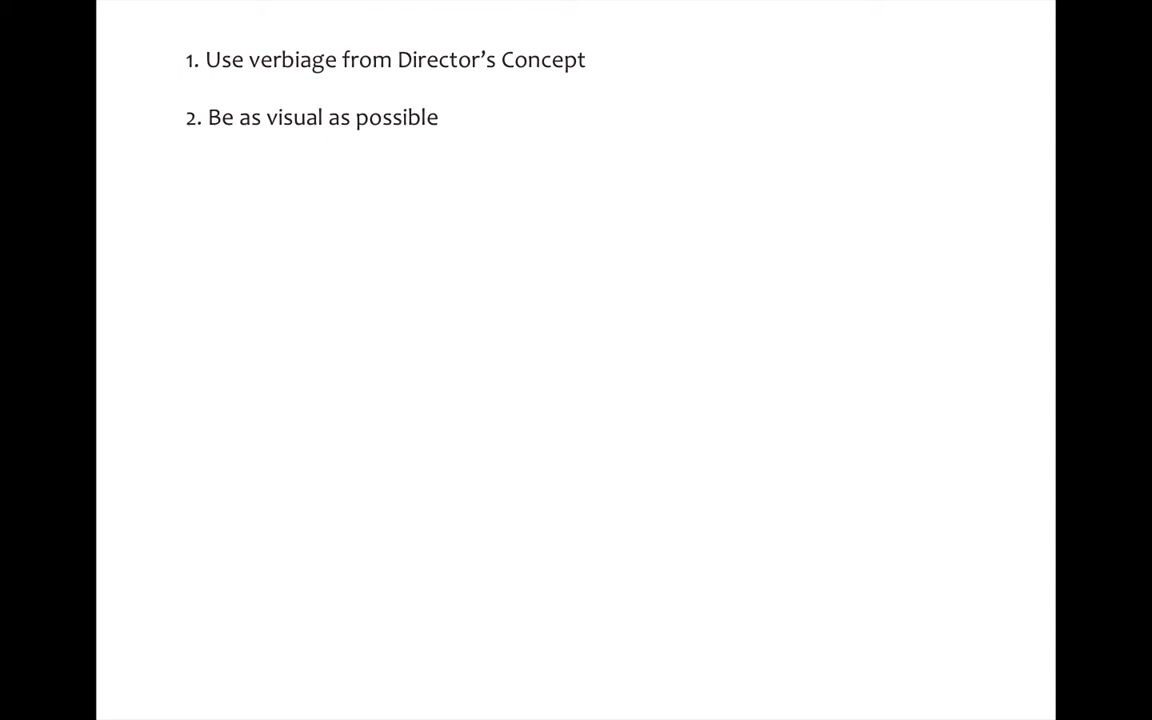 1. Use verbiage from Director’s Concept
2. Be as visual as possible